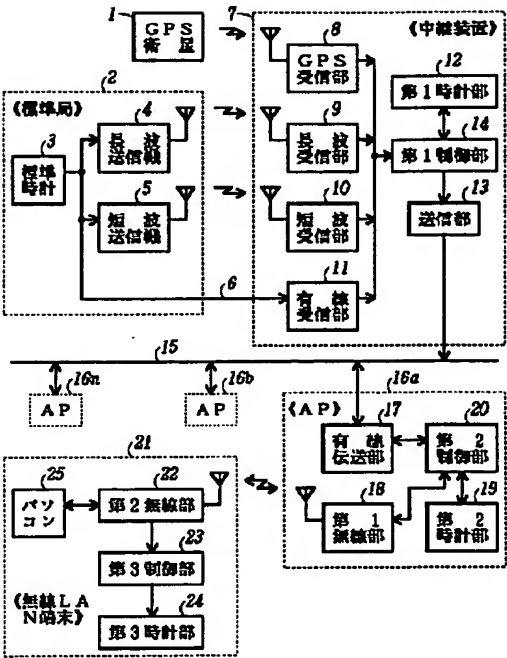 1
GPS
衛星
7
《中継装置》
8
GPS
受信部
12
第1時計部
2
《標準局》
4
長波
送信機
9
長波
受信部
14
第1制御部
3
標準
時計
5
短波
送信機
10
短波
受信部
13
送信部
6
11
有線
受信部
15
16n
AP
16b
AP
16a
《AP》
17
有線
伝送部
20
第2
制御部
21
25
パソ
コン
22
第2無線部
18
第1
無線部
19
第2
時計部
23
第3制御部
《無線LA
N端末》
24
第3時計部